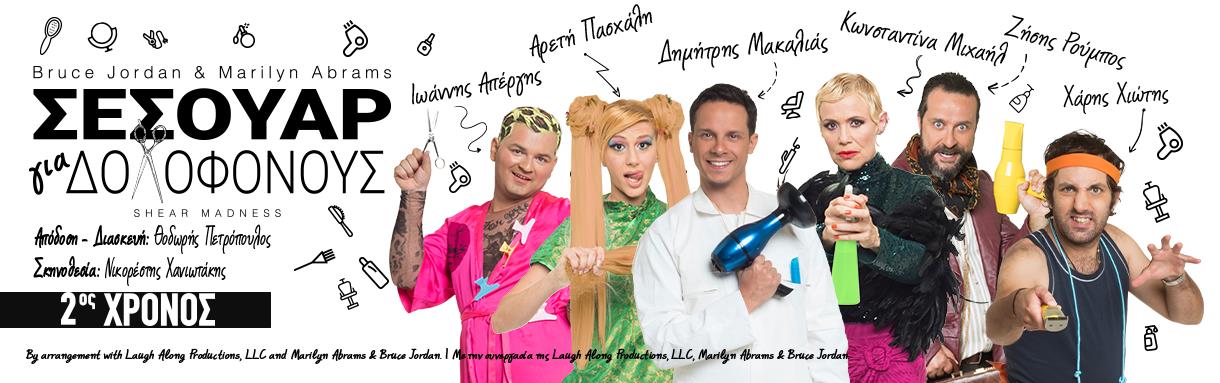 Bruce Jordan & Marilyn Abrams
ΣΕΣΟΥΑΡ
για ΔΟΛΟΦΟΝΟΥΣ
SHEAR MADNESS
Απόδοση - Διασκευή: Θοδωρής Πετρόπουλος
Σκηνοθεσία: Νικορέστης Χανιωτάκης
2ος ΧΡΟΝΟΣ
Ιωάννης Απέργης
Αρετή Πασχάλη
Δημήτρης Μακαλιάς
Κωνσταντίνα Μιχαήλ
Ζήσης Ρούμπος
Χάρης Χιώτης
By arrangement with Laugh Along Productions, LLC and Marilyn Abrams & Bruce Jordan. | Με την συνεργασία της Laugh Along Productions, LLC, Marilyn Abrams & Bruce Jordan.